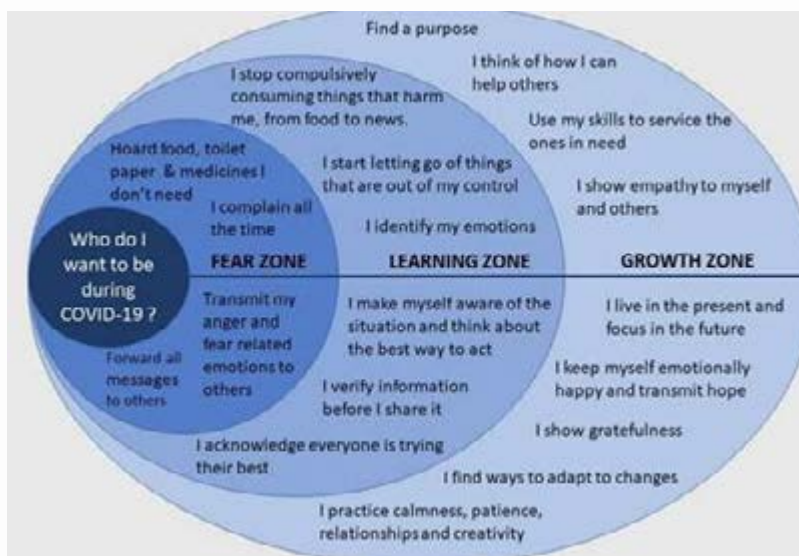 Find a purpose
I think of how I can
help others
I stop compulsively
consuming things that harm
me, from food to news.
Use my skills to service the
ones in need
Hoard food, toilet
paper & medicines I
don't need
I start letting go of things
that are out of my control
I show empathy to myself
and others
I complain all
the time
I identify my emotions
Who do I
want to be
during
COVID-19 ?
FEAR ZONE
LEARNING ZONE
GROWTH ZONE
Transmit my
anger and
fear related
emotions to
others
I make myself aware of the
situation and think about
the best way to act
I live in the present and
focus in the future
Forward all
messages
to others
I verify information
before I share it
I keep myself emotionally
happy and transmit hope
I show gratefulness
I acknowledge everyone is trying
their best
I find ways to adapt to changes
I practice calmness, patience,
relationships and creativity